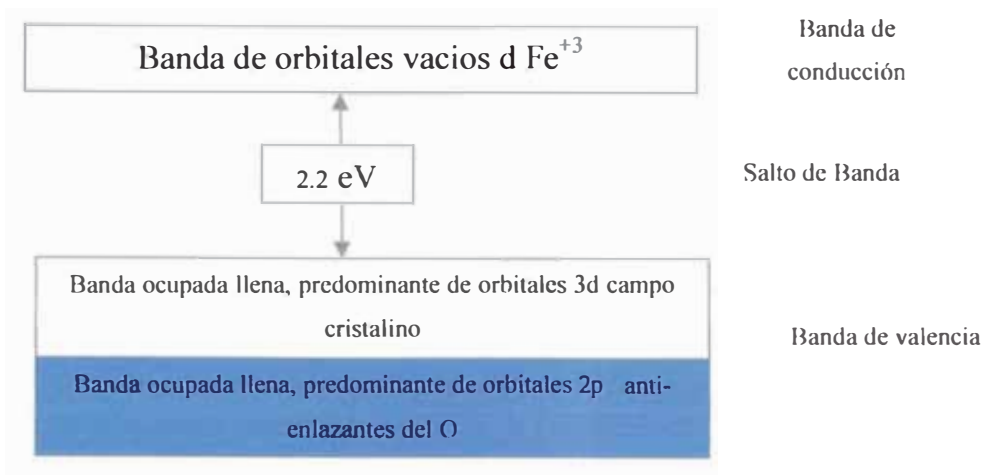 Banda de orbitales vacios d Fe+3
Banda de
conducción
2.2 eV
Salto de Banda
Banda ocupada llena, predominante de orbitales 3d campo
cristalino
Banda de valencia
Banda ocupada llena, predominante de orbitales 2p anti-
enlazantes del O